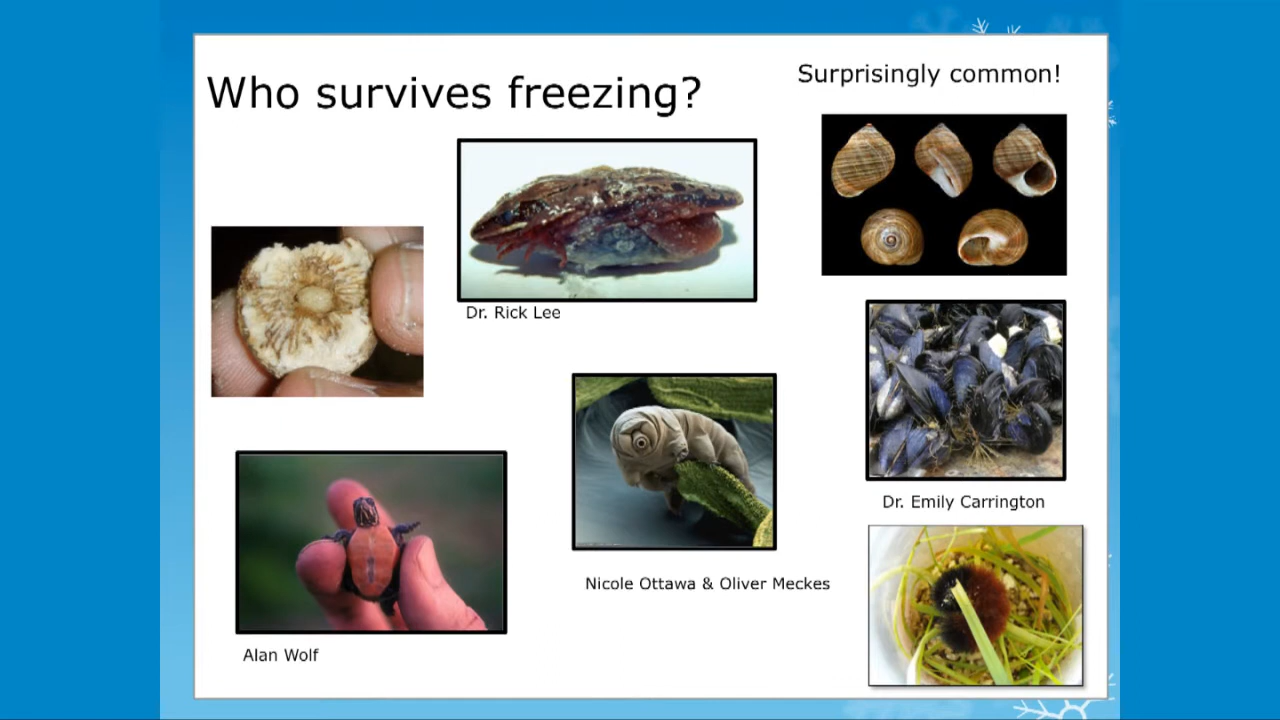 Who survives freezing?
Surprisingly common!
Dr. Rick Lee
Dr. Emily Carrington
Nicole Ottawa & Oliver Meckes
Alan Wolf